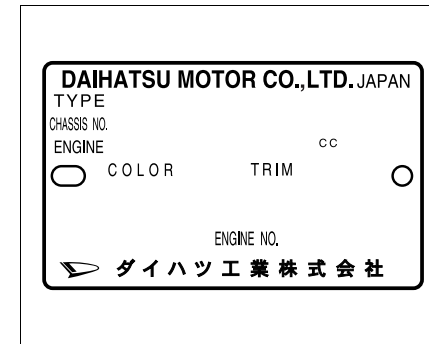 DAIHATSU MOTOR CO.,LTD. JAPAN
TYPE
CHASSIS NO.
ENGINE CC
COLOR TRIM
ENGINE NO.
ダイハツ工業株式会社